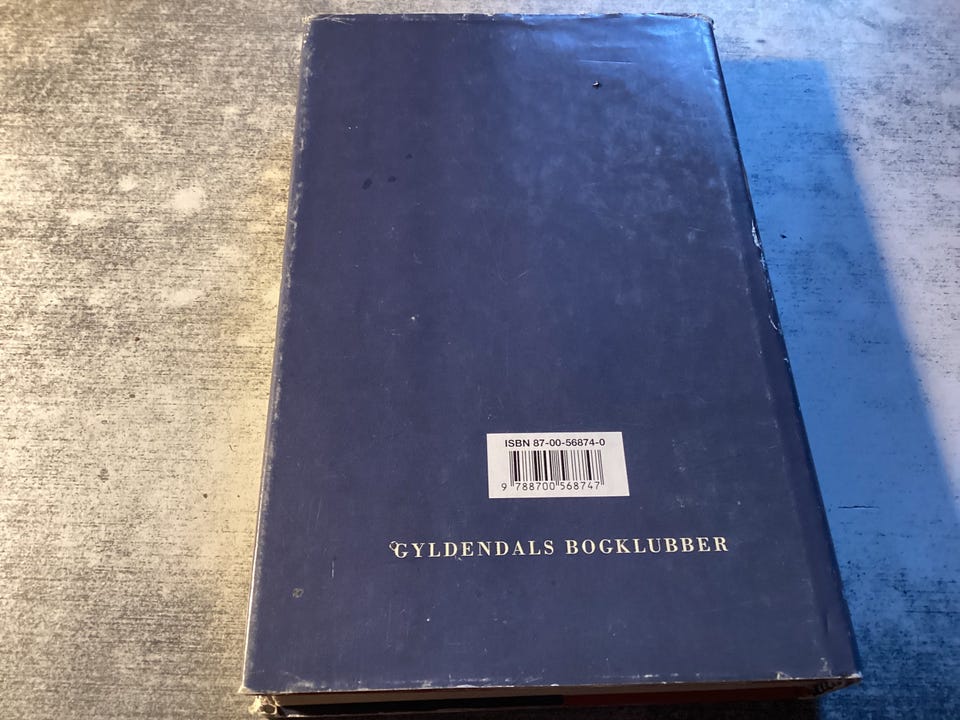 ISBN 87-00-56874-0
9 788700 568747
GYLDENDALS BOGKLUBBER